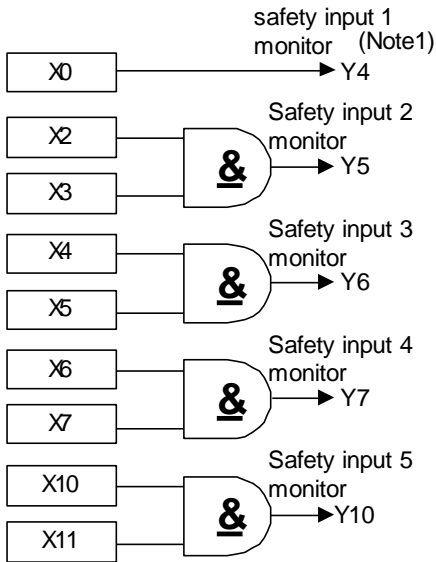 safety input 1
monitor (Note1)
X0
Y4
X2
Safety input 2
monitor
&
Y5
X3
X4
Safety input 3
monitor
&
Y6
X5
X6
Safety input 4
monitor
&
Y7
X7
X10
Safety input 5
monitor
&
Y10
X11